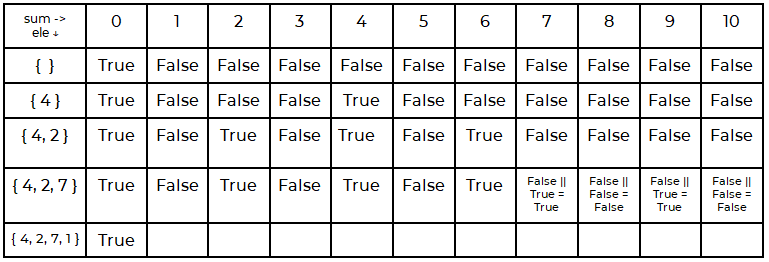 sum -> 0 1 2 3 4 5 6 7 8 9 10
ele ↓
{ } True False False False False False False False False False False
{ 4 } True False False False True False False False False False False
{ 4, 2 } True False True False True False True False False False False
{ 4, 2, 7 } True False True False True False True False || False || False || False ||
True = False = True = False =
True False True False
{ 4, 2, 7, 1 } True